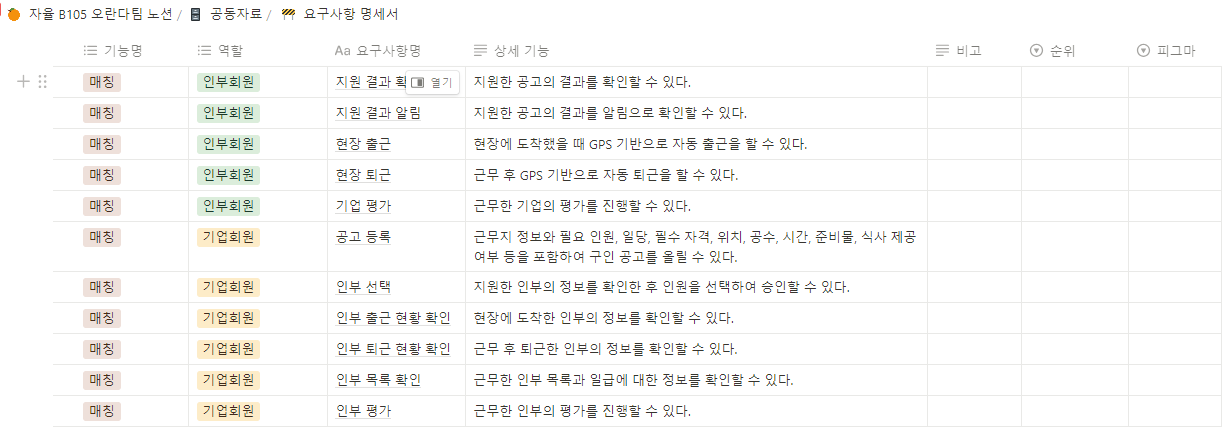 자율 B105 오란다팀 노션 / 공동자료 / 요구사항 명세서
기능명 역할 Aa 요구사항명 상세 기능 비고 순위 피그마
매칭 인부회원 지원 결과 열기 지원한 공고의 결과를 확인할 수 있다.
매칭 인부회원 지원 결과 알림 지원한 공고의 결과를 알림으로 확인할 수 있다.
매칭 인부회원 현장 출근 현장에 도착했을 때 GPS 기반으로 자동 출근을 할 수 있다.
매칭 인부회원 현장 퇴근 근무 후 GPS 기반으로 자동 퇴근을 할 수 있다.
매칭 인부회원 기업 평가 근무한 기업의 평가를 진행할 수 있다.
매칭 기업회원 공고 등록 근무지 정보와 필요 인원, 일당, 필수 자격, 위치, 공수, 시간, 준비물, 식사 제공
여부 등을 포함하여 구인 공고를 올릴 수 있다.
매칭 기업회원 인부 선택 지원한 인부의 정보를 확인한 후 인원을 선택하여 승인할 수 있다.
매칭 기업회원 인부 출근 현황 확인 현장에 도착한 인부의 정보를 확인할 수 있다.
매칭 기업회원 인부 퇴근 현황 확인 근무 후 퇴근한 인부의 정보를 확인할 수 있다.
매칭 기업회원 인부 목록 확인 근무한 인부 목록과 일급에 대한 정보를 확인할 수 있다.
매칭 기업회원 인부 평가 근무한 인부의 평가를 진행할 수 있다.